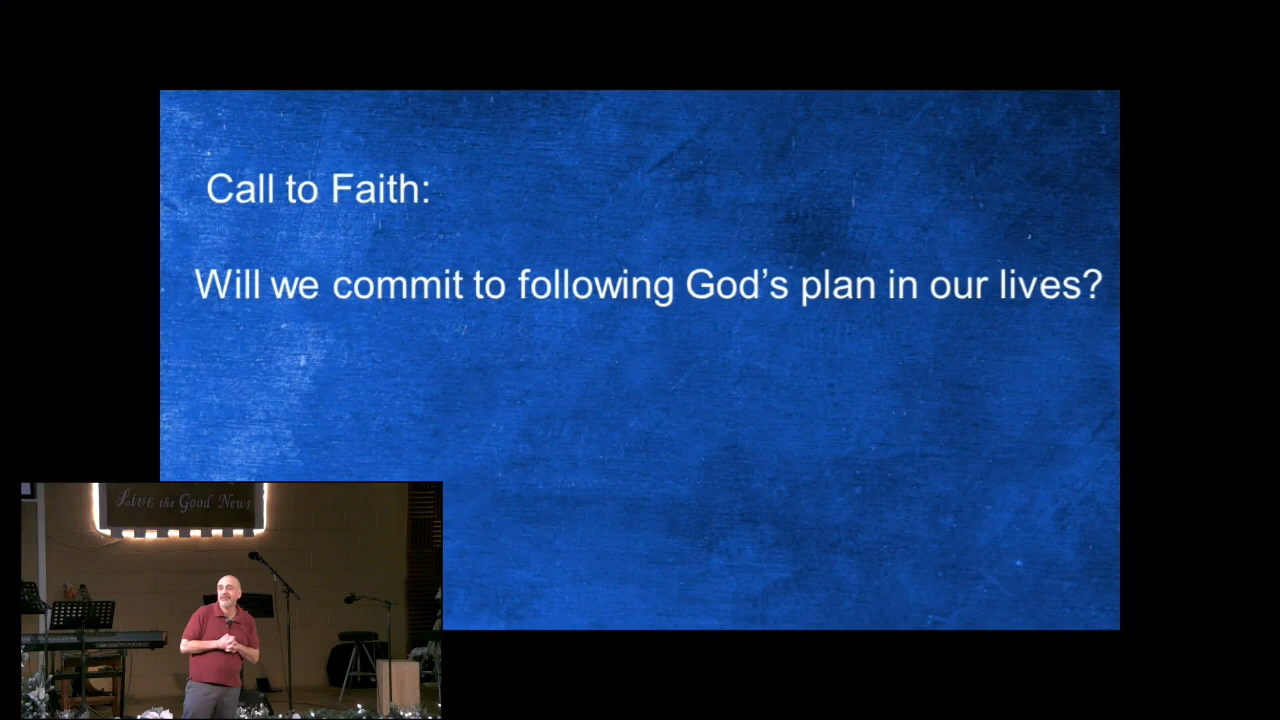 Call to Faith:
Will we commit to following God's plan in our lives?
Live the Good News